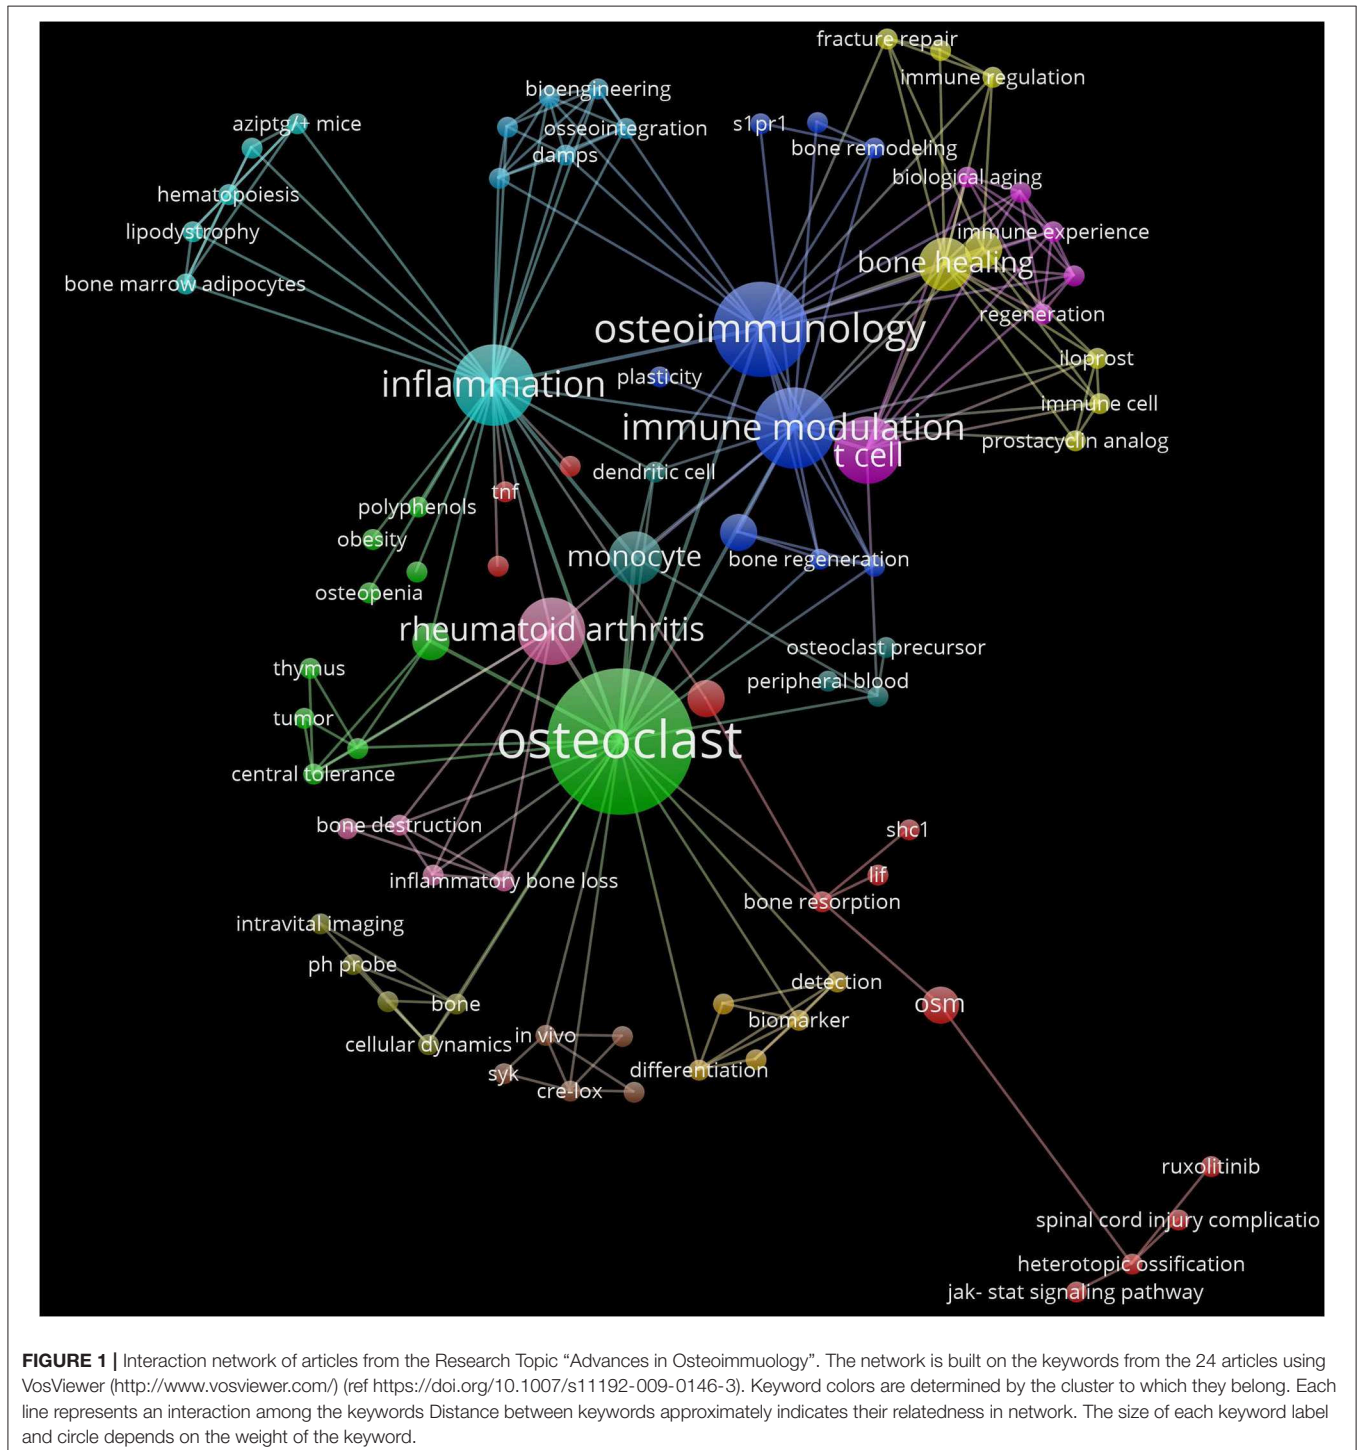 fracture repair
immune regulation
bioengineering
aziptg/+ mice
osseointegration
s1pr1
bone remodeling
damps
biological aging
hematopoiesis
lipodystrophy
immune experience
bone healing
bone marrow adipocytes
regeneration
osteoimmunology
iloprost
plasticity
inflammation
immune cell
immune modulation
prostacyclin analog
t cell
dendritic cell
tnf
polyphenols
obesity
monocyte
bone regeneration
osteopenia
rheumatoid arthritis
osteoclast precursor
thymus
peripheral blood
tumor
osteoclast
central tolerance
bone destruction
shc1
lif
inflammatory bone loss
bone resorption
intravital imaging
ph probe
detection
bone
osm
biomarker
in vivo
cellular dynamics
syk
differentiation
cre-lox
ruxolitinib
spinal cord injury complicatio
heterotopic ossification
jak- stat signaling pathway
FIGURE 1 | Interaction network of articles from the Research Topic “Advances in Osteoimmuology”. The network is built on the keywords from the 24 articles using
VosViewer (http://www.vosviewer.com/) (ref https://doi.org/10.1007/s11192-009-0146-3). Keyword colors are determined by the cluster to which they belong. Each
line represents an interaction among the keywords Distance between keywords approximately indicates their relatedness in network. The size of each keyword label
and circle depends on the weight of the keyword.